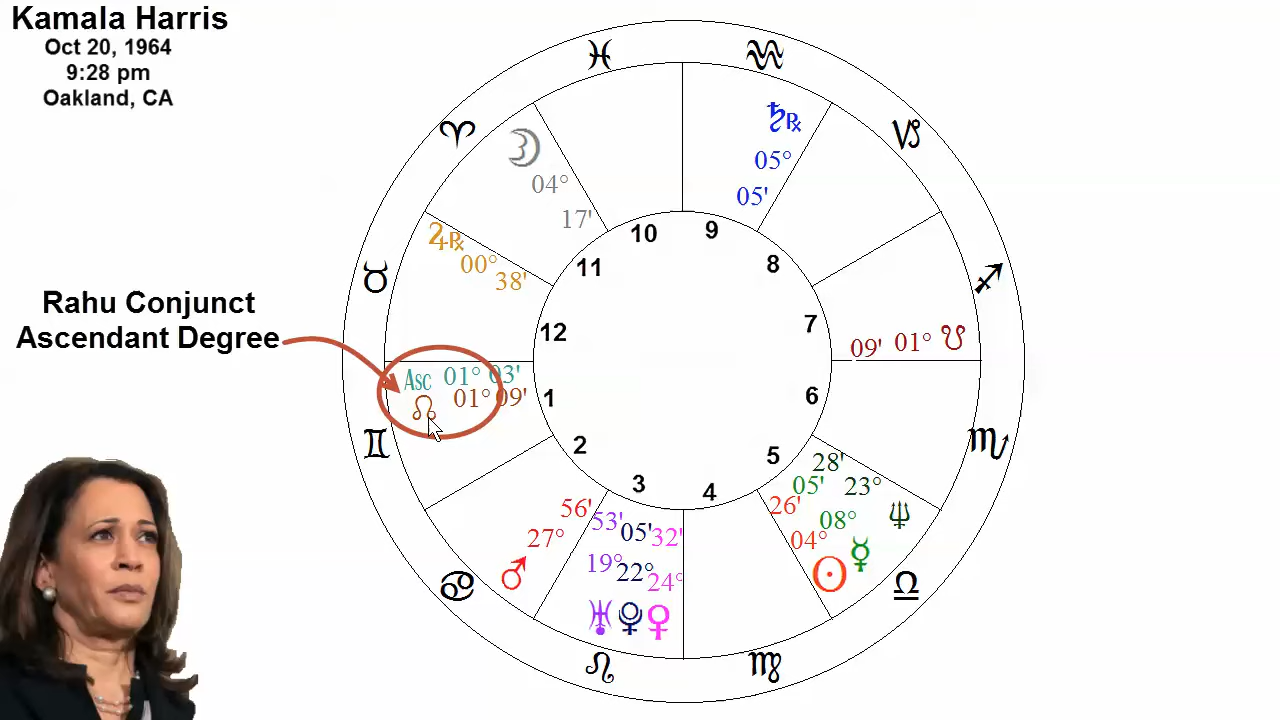 Kamala Harris
Oct 20, 1964
9:28 pm
Oakland, CA
♓ ♒
♈ ♑
♉ ♐
♊ ♏
♋ ♎
♌ ♍
♄℞
05°
05'
☽
04°
17'
♃℞
00°
38'
10 9
11 8
12 7
1 6
2 5
3 4
Rahu Conjunct
Ascendant Degree
09' 01° ☋
Asc 01° 03'
☊ 01° 09'
56'
27°
♂
53' 05' 32'
19° 22° 24°
♅ ♇ ♀
28'
23°
♆
05'
08°
☿
26'
04°
☉